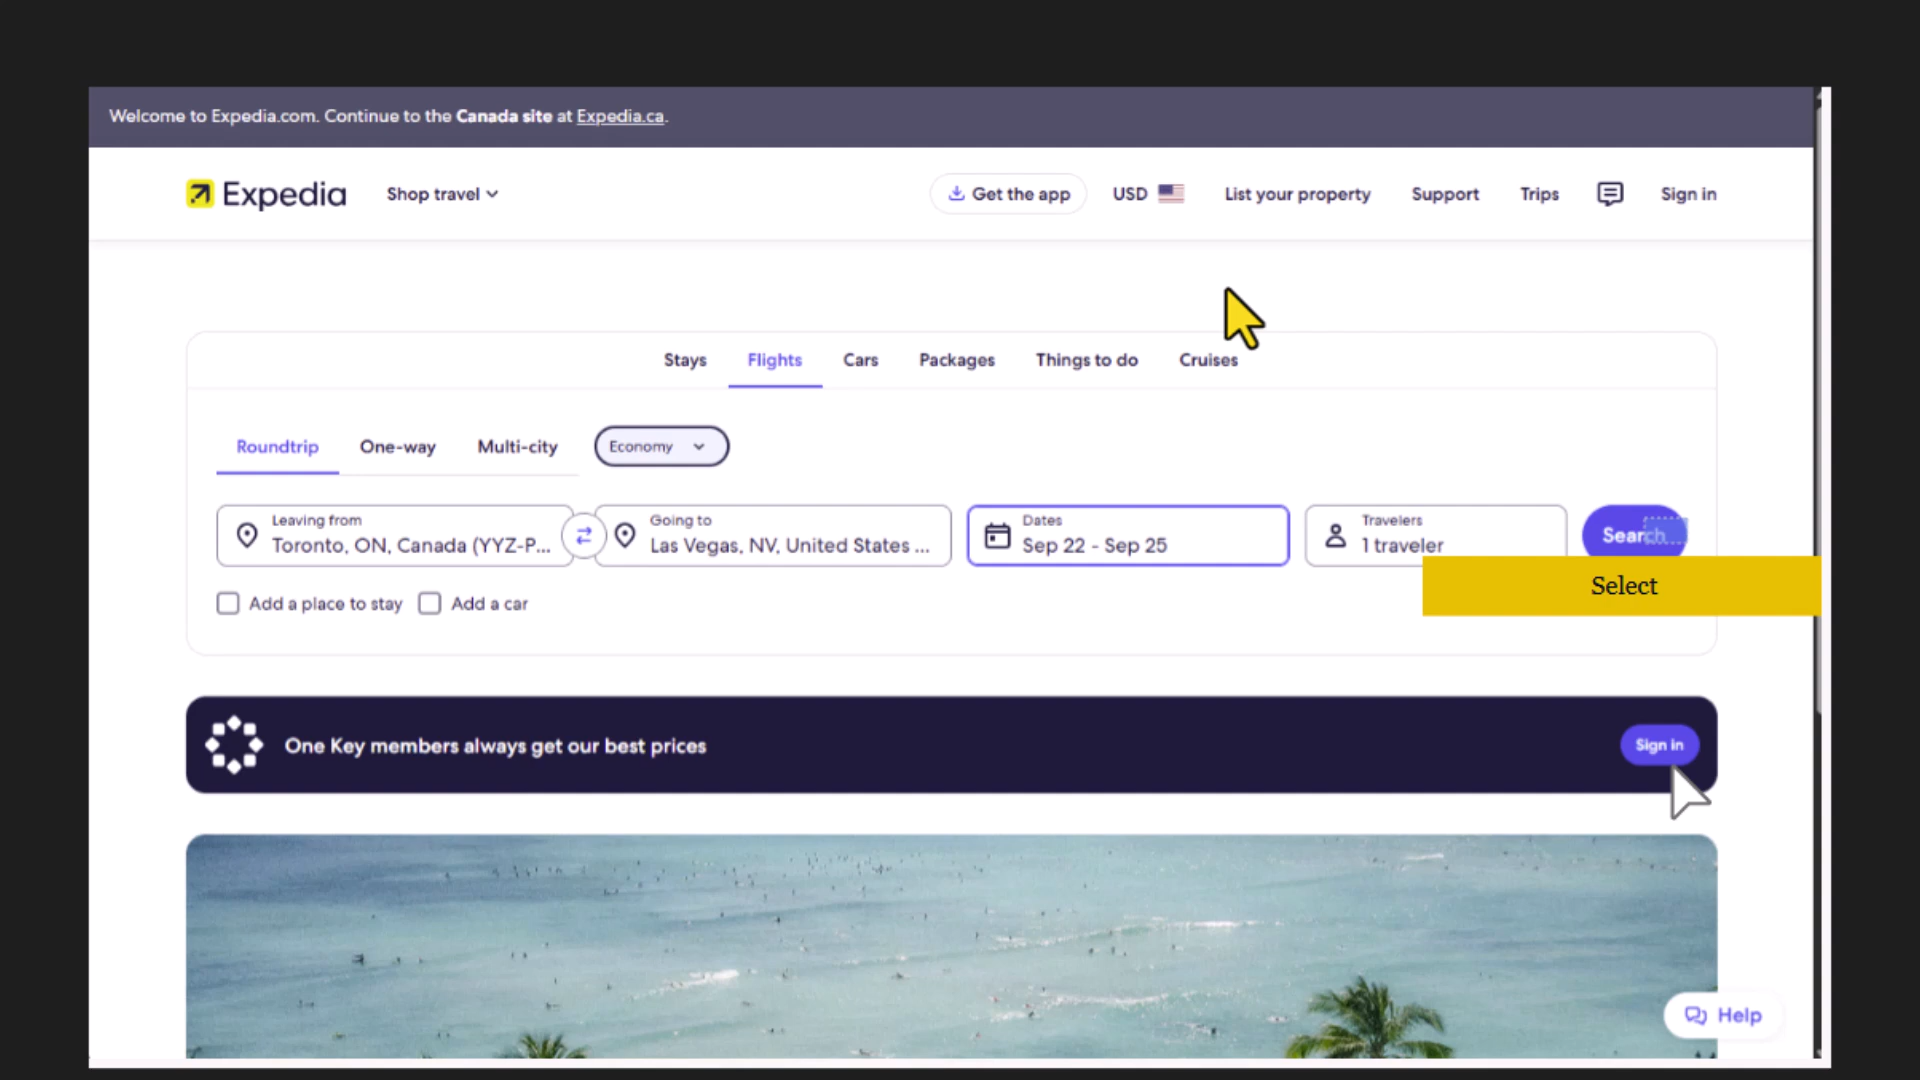 Welcome to Expedia.com. Continue to the Canada site at Expedia.ca.
Expedia
Shop travel
Get the app
USD
List your property
Support
Trips
Sign in
Stays
Flights
Cars
Packages
Things to do
Cruises
Roundtrip
One-way
Multi-city
Economy
Leaving from
Toronto, ON, Canada (YYZ-P...
Going to
Las Vegas, NV, United States ...
Dates
Sep 22 - Sep 25
Travelers
1 traveler
Search
Select
Add a place to stay
Add a car
One Key members always get our best prices
Sign in
Help